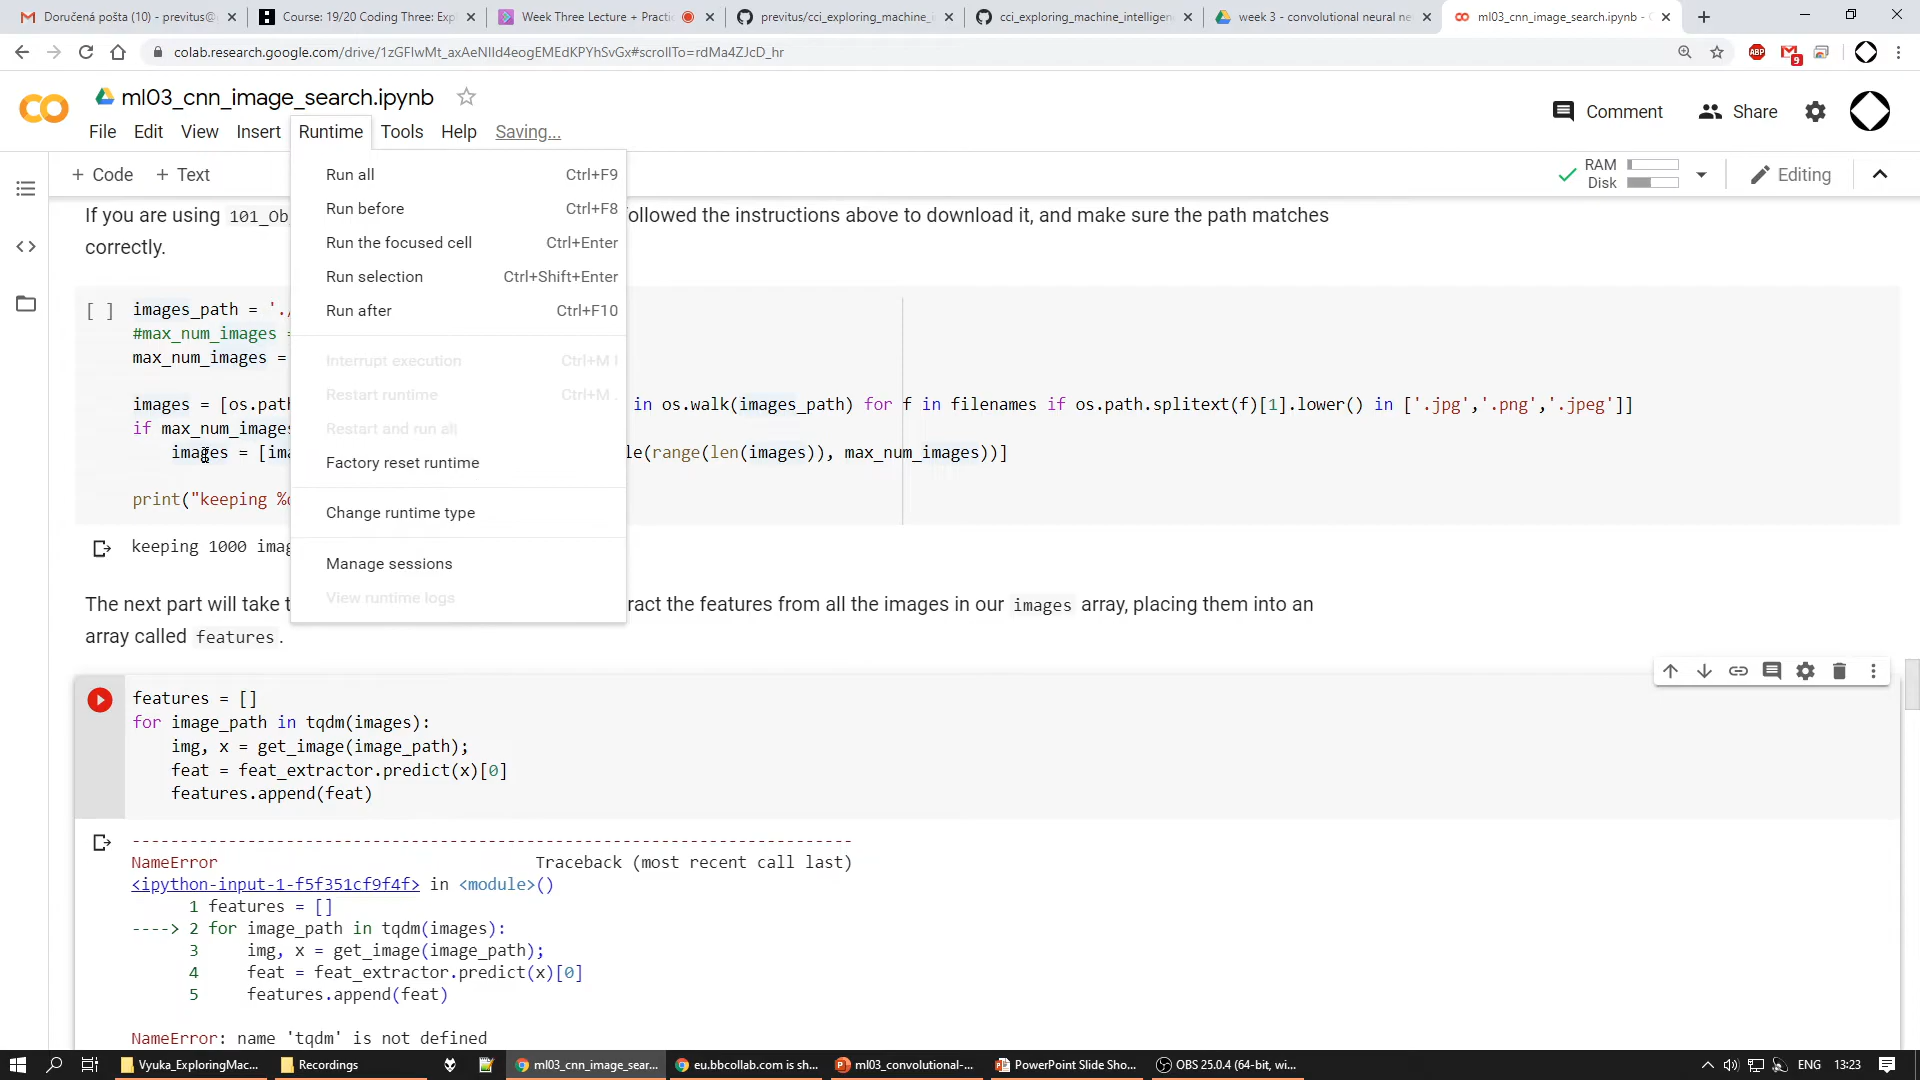 Doručená pošta (10) - previtus@
Course: 19/20 Coding Three: Exp
Week Three Lecture + Practi
previtus/cci_exploring_machine_i
cci_exploring_machine_intelligen
week 3 - convolutional neural ne
ml03_cnn_image_search.ipynb -
colab.research.google.com/drive/1zGFlwMt_axAeNlld4eogEMEdKPYhSvGx#scrollTo=rdMa4ZJcD_hr
ABP
9
ml03_cnn_image_search.ipynb
Comment
Share
File Edit View Insert Runtime Tools Help Saving...
+ Code + Text
RAM
Disk
Editing
Run all Ctrl+F9
Run before Ctrl+F8
Run the focused cell Ctrl+Enter
Run selection Ctrl+Shift+Enter
Run after Ctrl+F10
Interrupt execution Ctrl+M I
Restart runtime Ctrl+M .
Restart and run all
Factory reset runtime
Change runtime type
Manage sessions
View runtime logs
If you are using 101_Ob ollowed the instructions above to download it, and make sure the path matches
correctly.
[ ] images_path = './
#max_num_images =
max_num_images =
images = [os.path in os.walk(images_path) for f in filenames if os.path.splitext(f)[1].lower() in ['.jpg','.png','.jpeg']]
if max_num_images
images = [ima le(range(len(images)), max_num_images))]
print("keeping %d
keeping 1000 imag
The next part will take t ract the features from all the images in our images array, placing them into an
array called features.
features = []
for image_path in tqdm(images):
img, x = get_image(image_path);
feat = feat_extractor.predict(x)[0]
features.append(feat)
---------------------------------------------------------------------------
NameError Traceback (most recent call last)
<ipython-input-1-f5f351cf9f4f> in <module>()
1 features = []
----> 2 for image_path in tqdm(images):
3 img, x = get_image(image_path);
4 feat = feat_extractor.predict(x)[0]
5 features.append(feat)
NameError: name 'tqdm' is not defined
Vyuka_ExploringMac...
Recordings
ml03_cnn_image_sear...
eu.bbcollab.com is sh...
ml03_convolutional-...
PowerPoint Slide Sho...
OBS 25.0.4 (64-bit, wi...
ENG 13:23